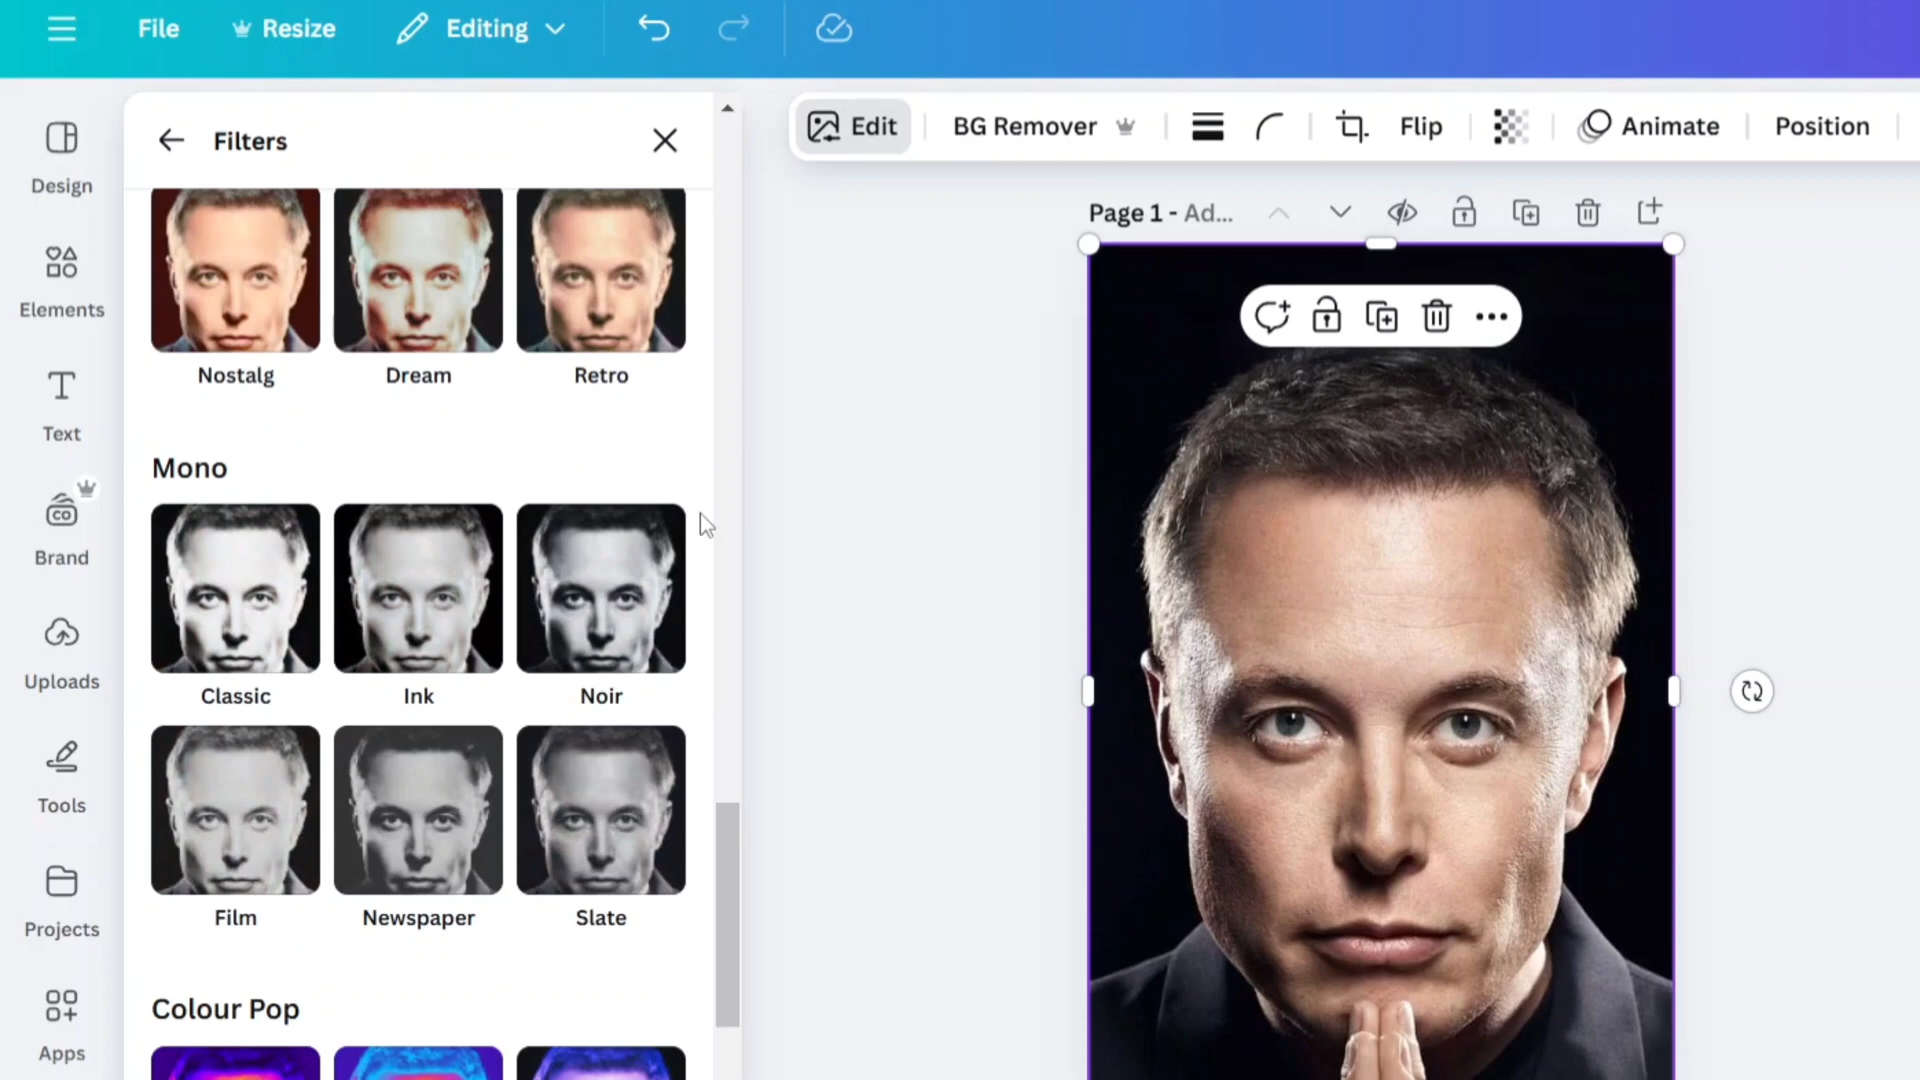 File Resize Editing
Edit BG Remover Flip Animate Position
Filters
Page 1 - Ad...
Design
Elements
Text
Brand
CO
Uploads
Tools
Projects
Apps
Nostalg Dream Retro
Mono
Classic Ink Noir
Film Newspaper Slate
Colour Pop